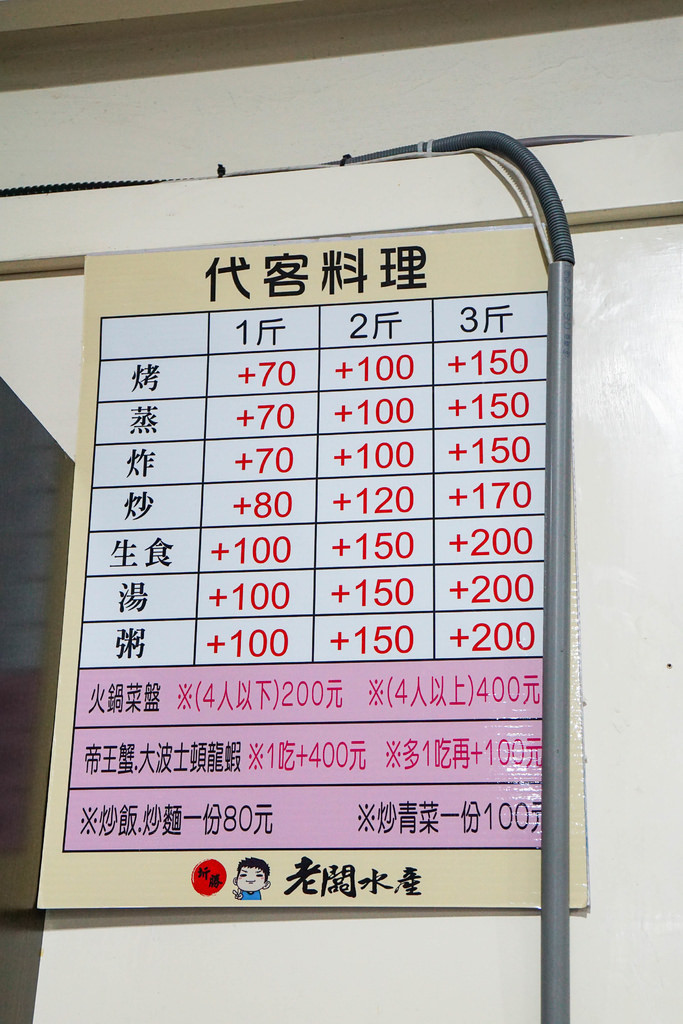 代客料理
1斤 2斤 3斤
烤 +70 +100 +150
蒸 +70 +100 +150
炸 +70 +100 +150
炒 +80 +120 +170
生食 +100 +150 +200
湯 +100 +150 +200
粥 +100 +150 +200
火鍋菜盤 ※(4人以下)200元 ※(4人以上)400元
帝王蟹.大波士頓龍蝦 ※1吃+400元 ※多1吃再+100元
※炒飯.炒麵一份80元 ※炒青菜一份100元
老闆水產